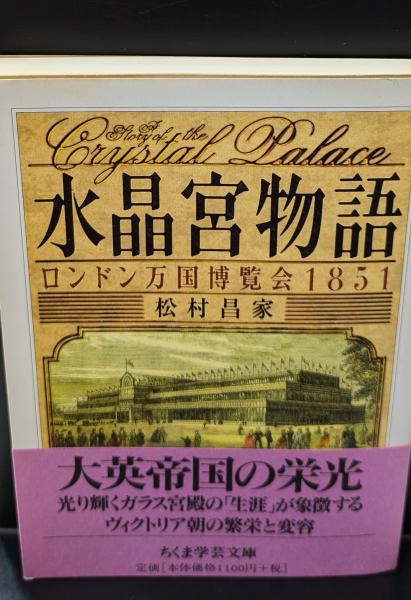 A Story of the
Crystal Palace
水晶宮物語
ロンドン万国博覧会1851
松村昌家
大英帝国の栄光
光り輝くガラス宮殿の「生涯」が象徴する
ヴィクトリア朝の繁栄と変容
ちくま学芸文庫
定価[本体価格1100円+税]